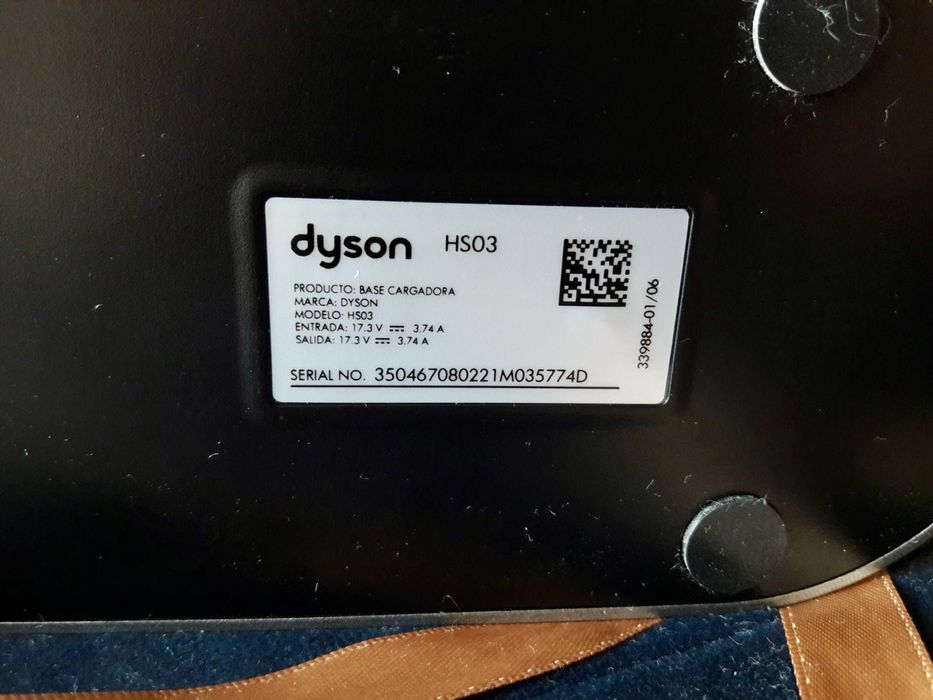 dyson HS03
PRODUCTO: BASE CARGADORA
MARCA: DYSON
MODELO: HS03
ENTRADA: 17.3 V ⎓ 3.74 A
SALIDA: 17.3 V ⎓ 3.74 A
SERIAL NO. 350467080221M035774D
339884-01/06